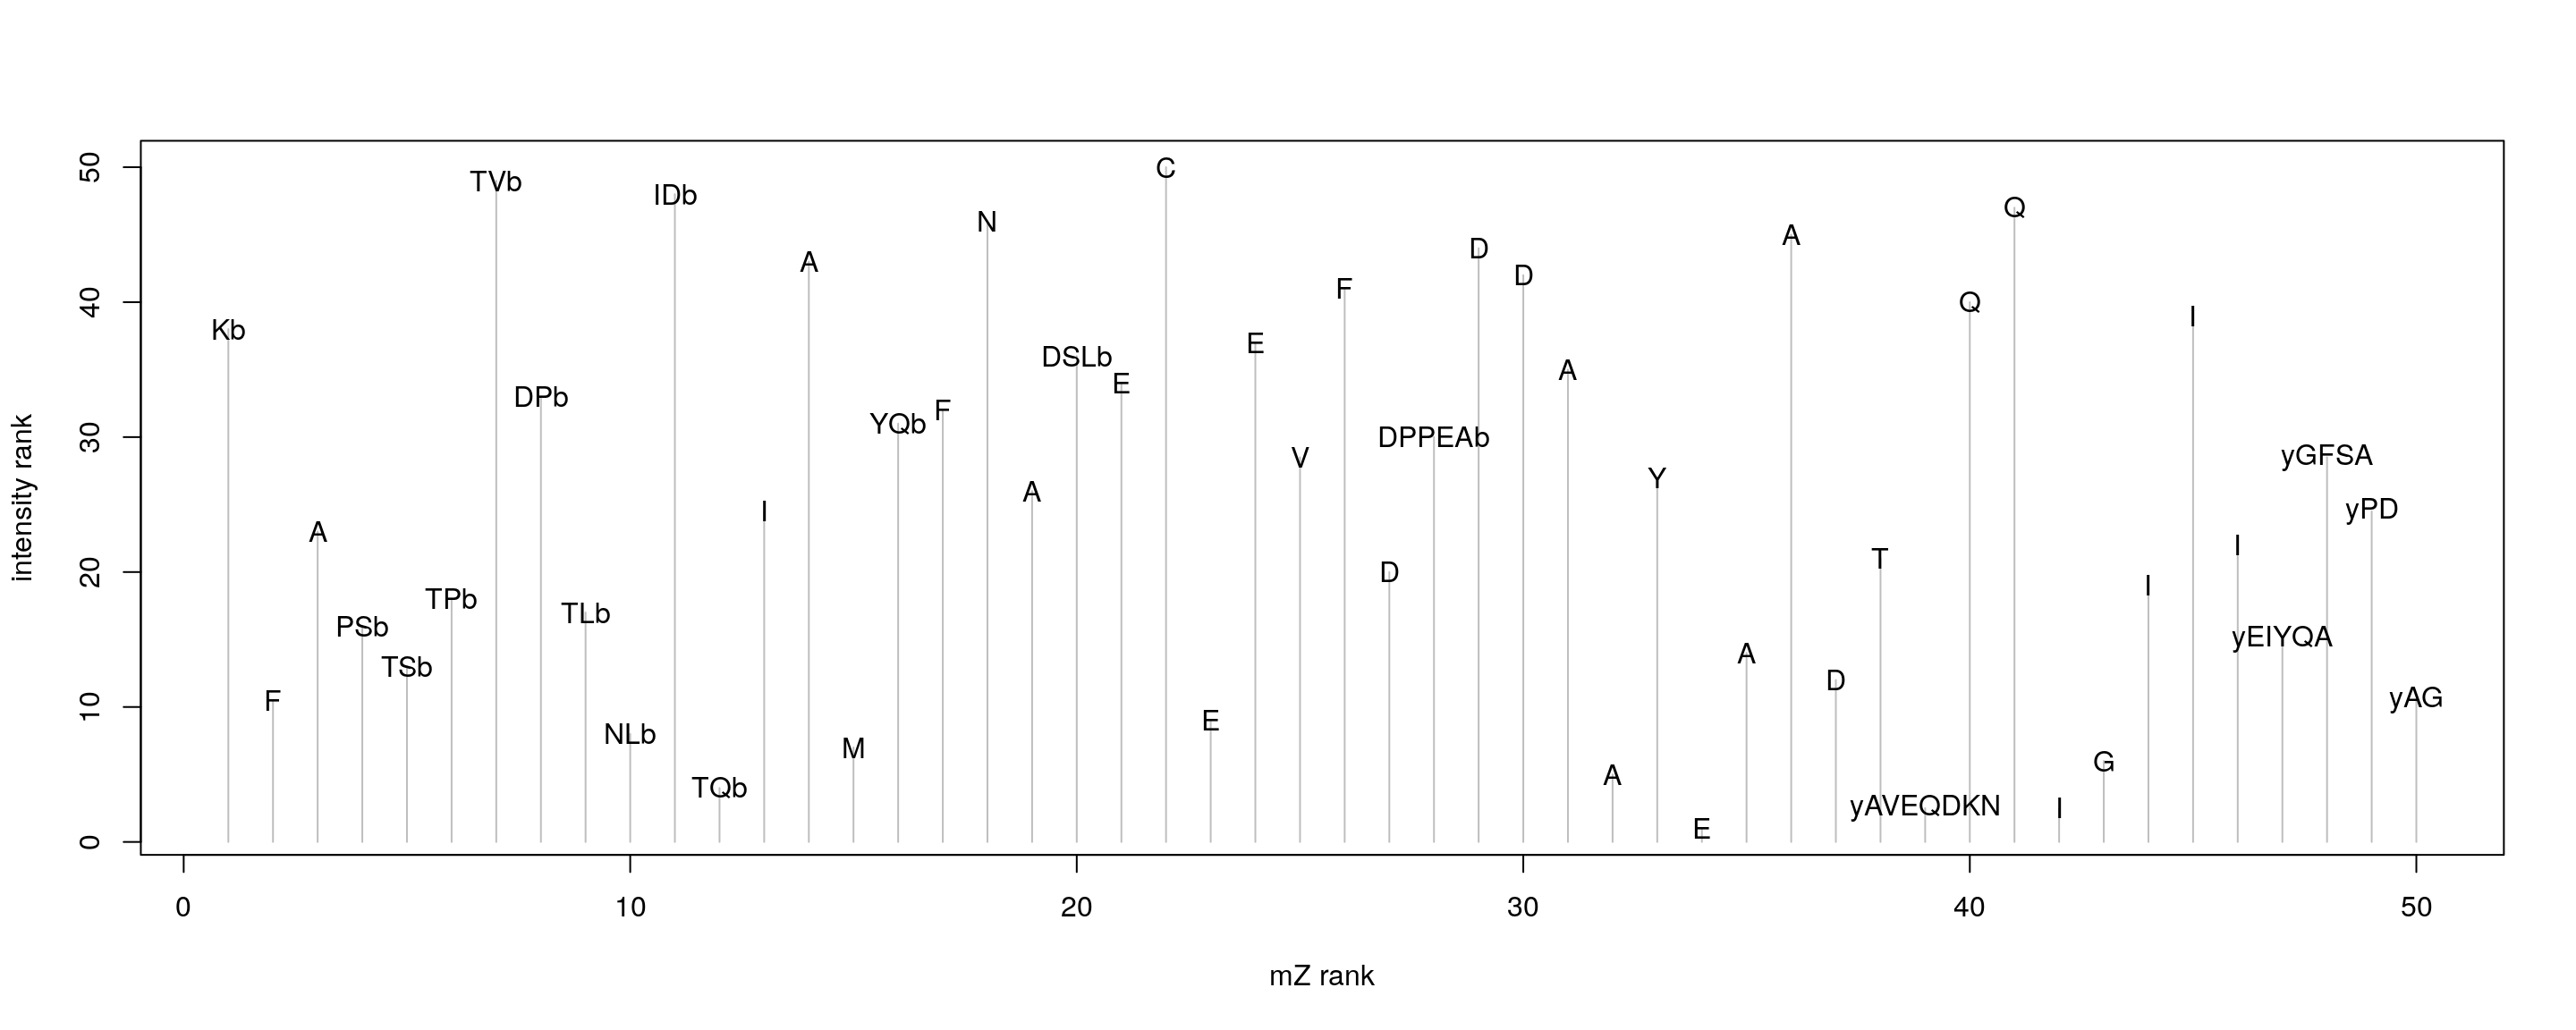 50
40
30
20
10
0
intensity rank
Kb
F
A
PSb
TSb
TPb
TVb
DPb
TLb
NLb
IDb
TQb
I
A
M
YQb
F
N
A
DSLb
E
C
E
E
V
F
D
DPPEAb
D
D
A
A
Y
E
A
A
D
T
yAVEQDKN
Q
Q
I
G
I
I
I
yEIYQA
yGFSA
yPD
yAG
0 10 20 30 40 50
mZ rank